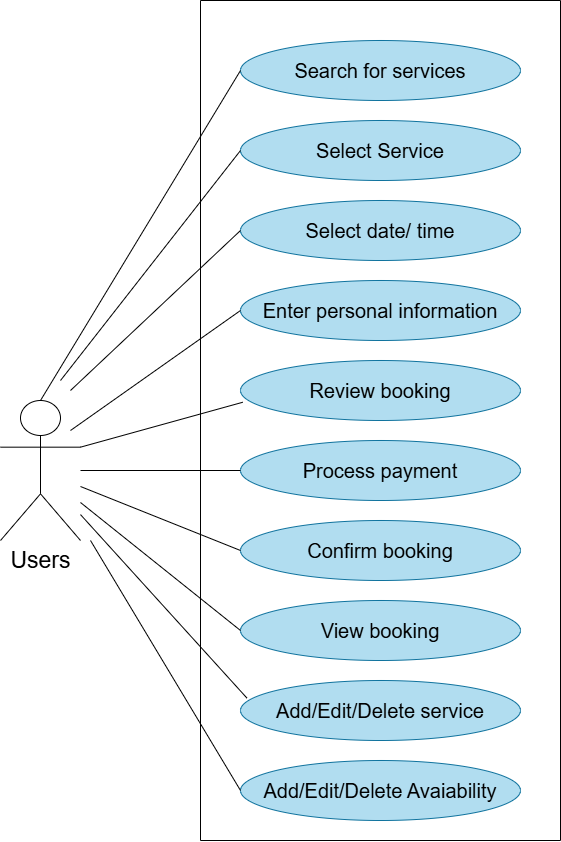 Search for services
Select Service
Select date/ time
Enter personal information
Review booking
Process payment
Confirm booking
Users
View booking
Add/Edit/Delete service
Add/Edit/Delete Avaiability